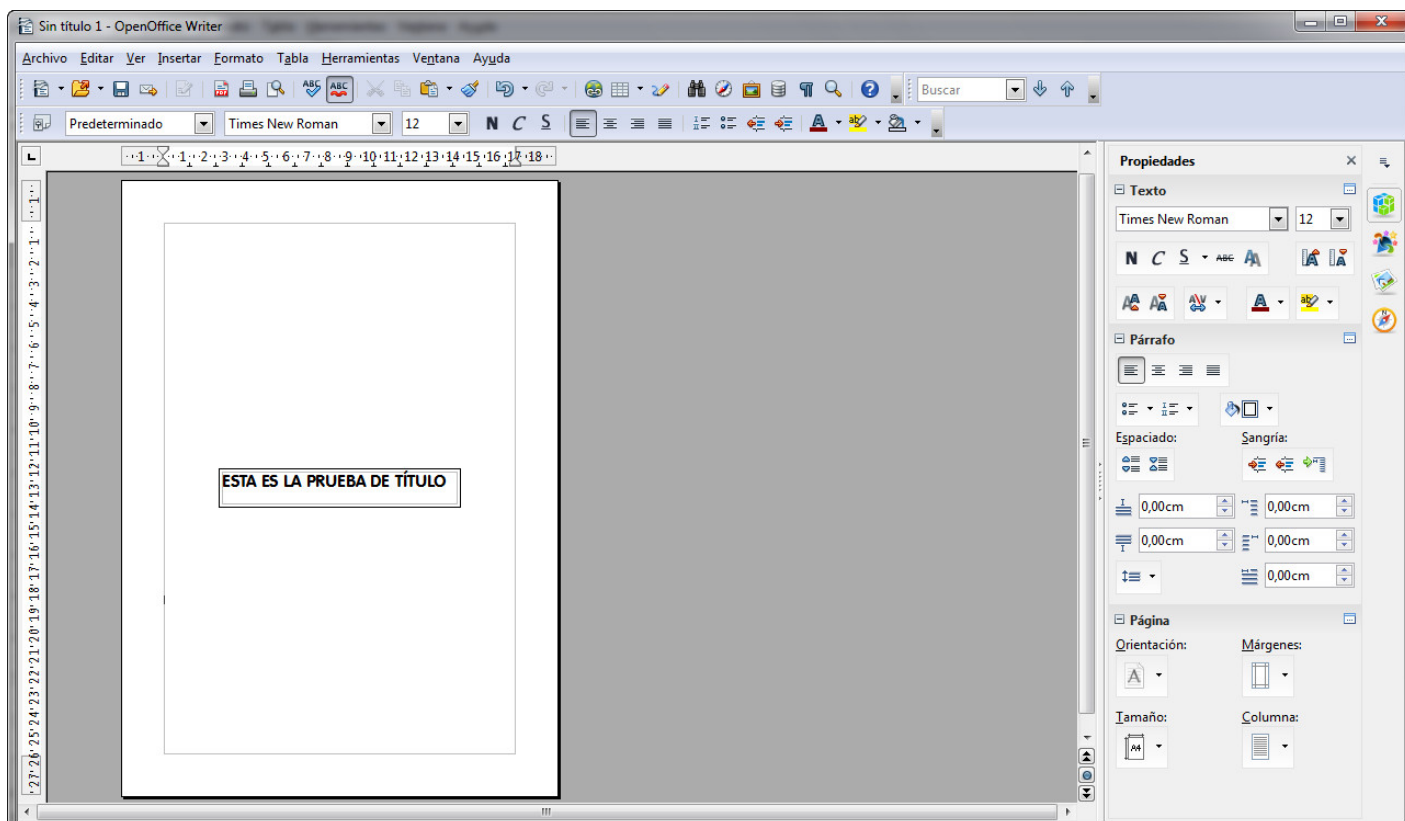 Sin título 1 - OpenOffice Writer
Archivo Editar Ver Insertar Formato Tabla Herramientas Ventana Ayuda
Buscar
Predeterminado Times New Roman 12 N C S
··1···1··2··3··4··5··6··7··8··9··10·11·12·13·14·15·16·17·18··
Propiedades
Texto
Times New Roman 12
N C S ABC
Párrafo
Espaciado: Sangría:
0,00cm 0,00cm
0,00cm 0,00cm
0,00cm
Página
Orientación: Márgenes:
Tamaño: Columna:
A4
ESTA ES LA PRUEBA DE TÍTULO